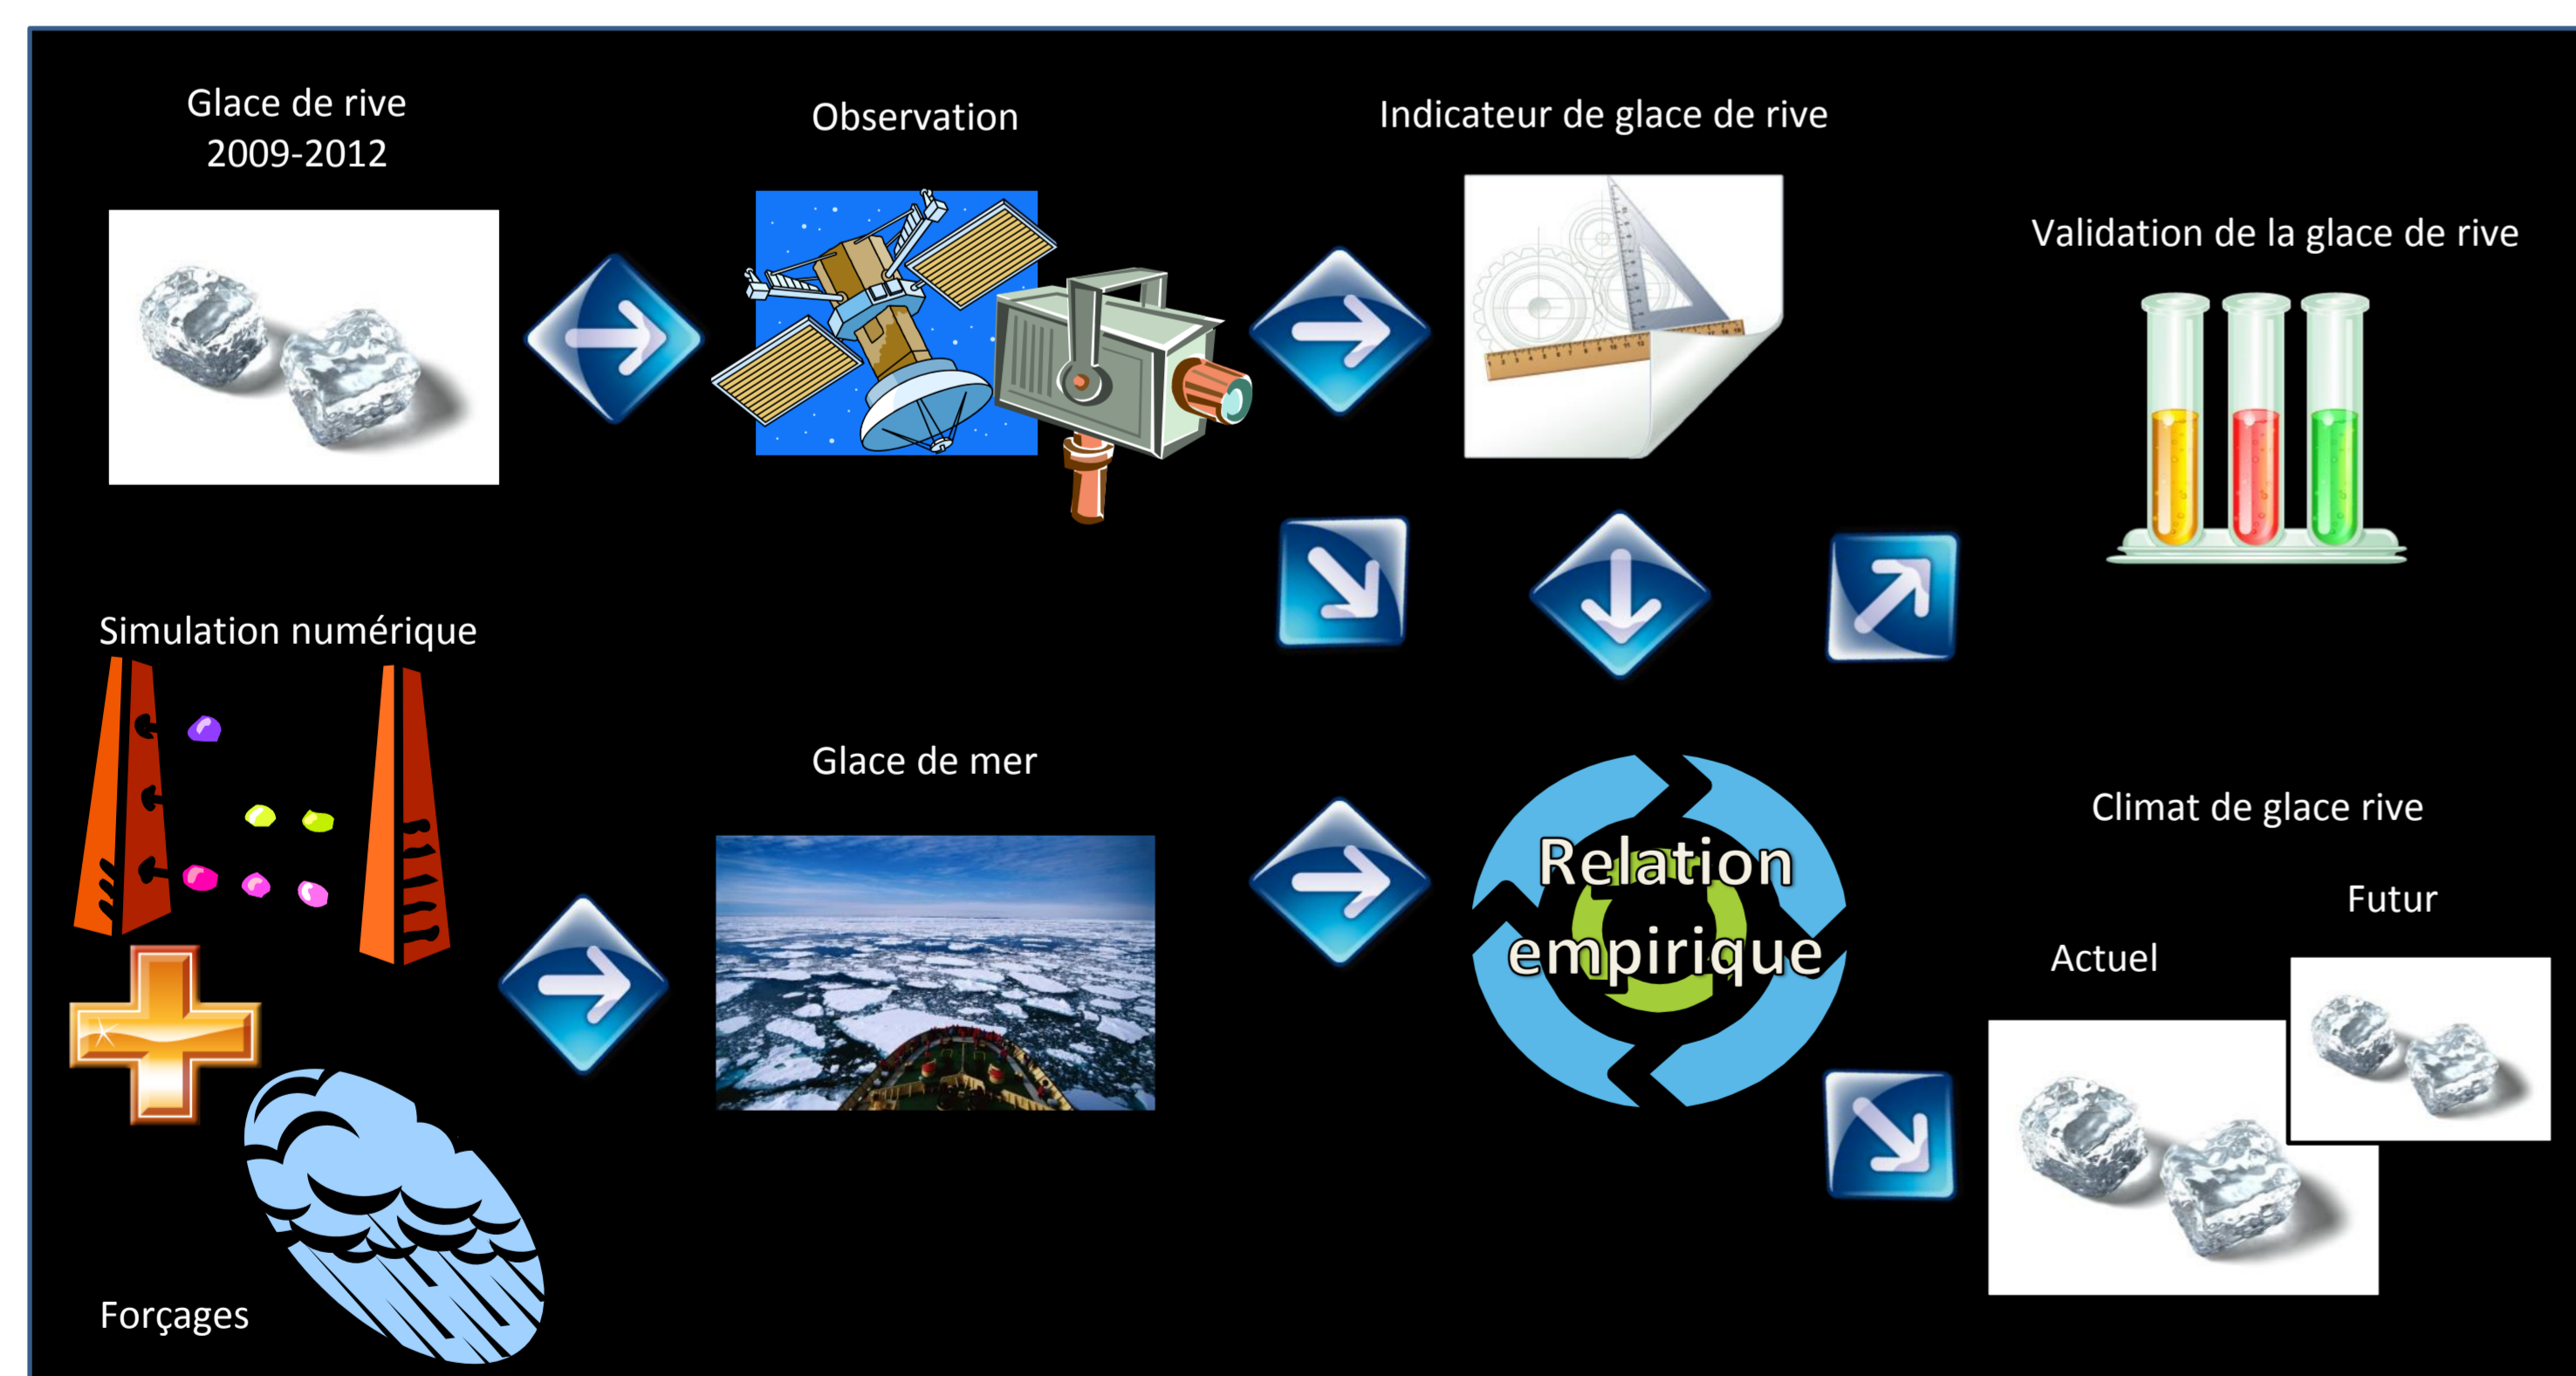 Glace de rive
2009-2012
Observation
Indicateur de glace de rive
Validation de la glace de rive
Simulation numérique
Glace de mer
Relation
empirique
Climat de glace rive
Futur
Actuel
Forçages